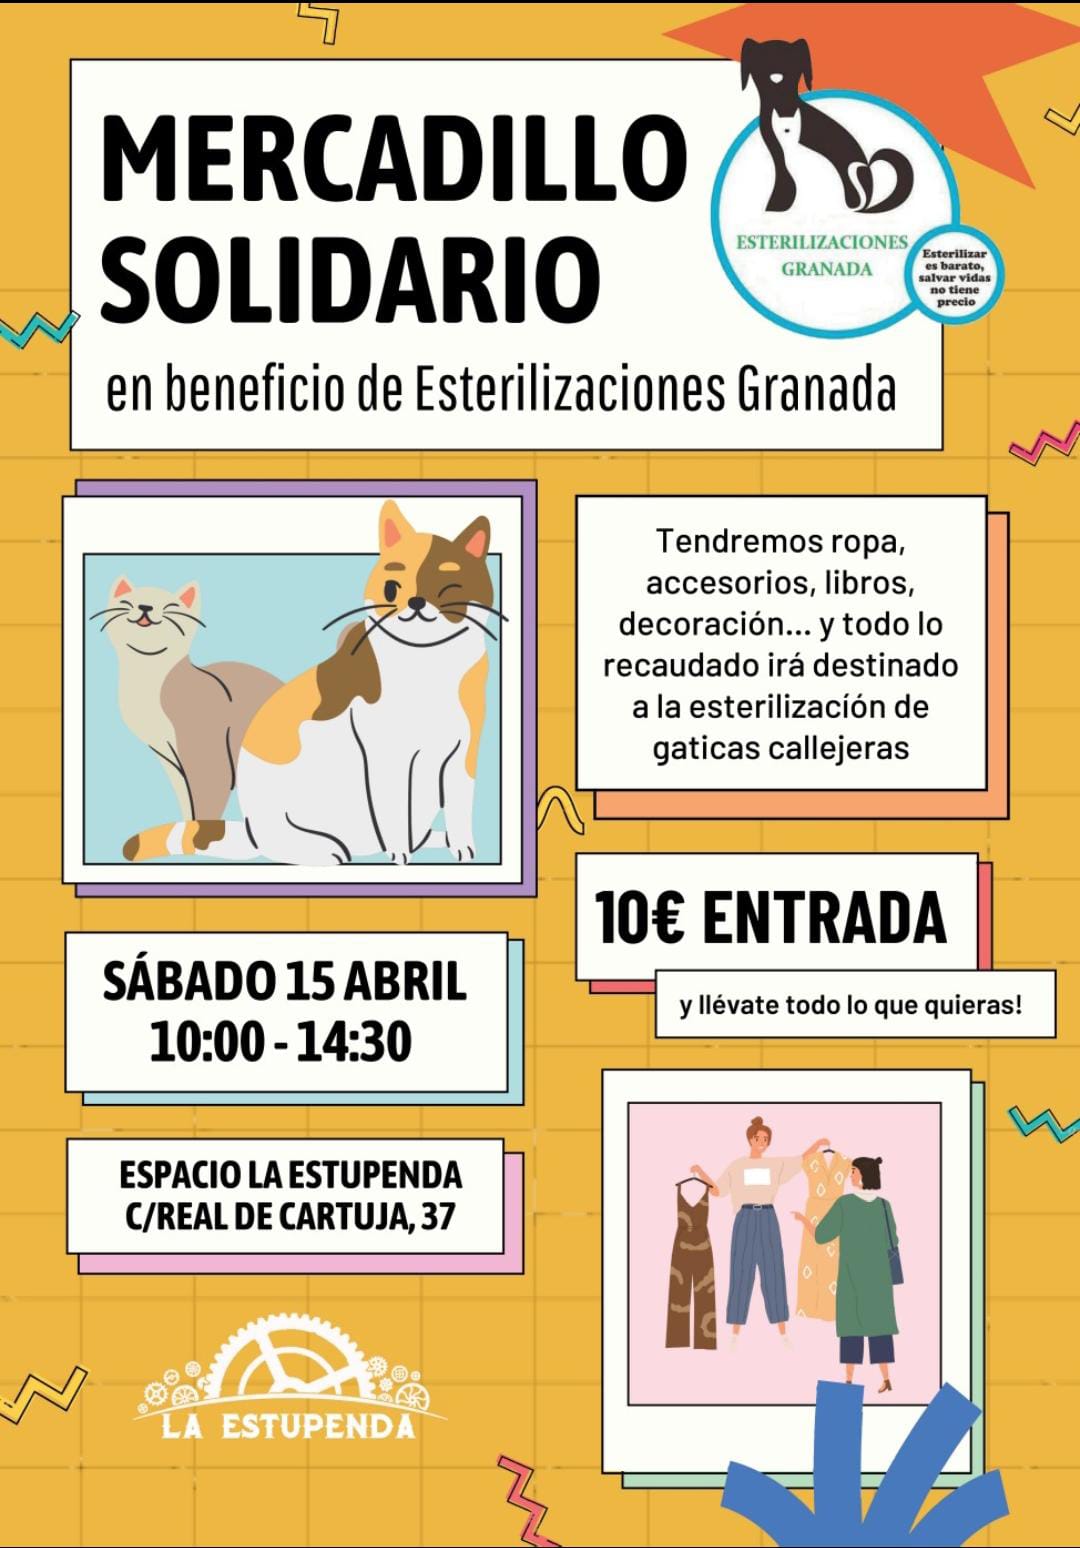 MERCADILLO
SOLIDARIO
en beneficio de Esterilizaciones Granada
ESTERILIZACIONES
GRANADA
Esterilizar
es barato,
salvar vidas
no tiene
precio
Tendremos ropa,
accesorios, libros,
decoración... y todo lo
recaudado irá destinado
a la esterilizacíón de
gaticas callejeras
10€ ENTRADA
y llévate todo lo que quieras!
SÁBADO 15 ABRIL
10:00 - 14:30
ESPACIO LA ESTUPENDA
C/REAL DE CARTUJA, 37
LA ESTUPENDA